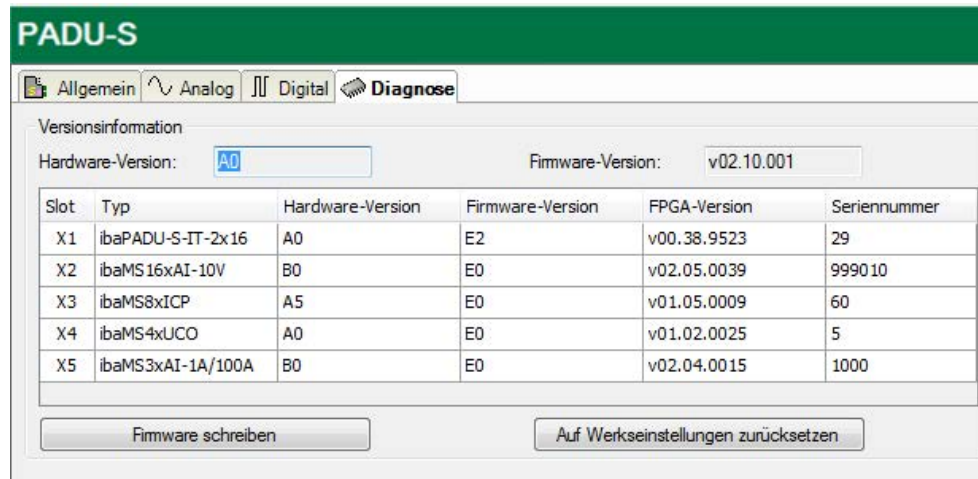 PADU-S
Allgemein Analog Digital Diagnose
Versionsinformation
Hardware-Version: A0 Firmware-Version: v02.10.001
Slot Typ Hardware-Version Firmware-Version FPGA-Version Seriennummer
X1 ibaPADU-S-IT-2x16 A0 E2 v00.38.9523 29
X2 ibaMS16xAI-10V B0 E0 v02.05.0039 999010
X3 ibaMS8xICP A5 E0 v01.05.0009 60
X4 ibaMS4xUCO A0 E0 v01.02.0025 5
X5 ibaMS3xAI-1A/100A B0 E0 v02.04.0015 1000
Firmware schreiben Auf Werkseinstellungen zurücksetzen